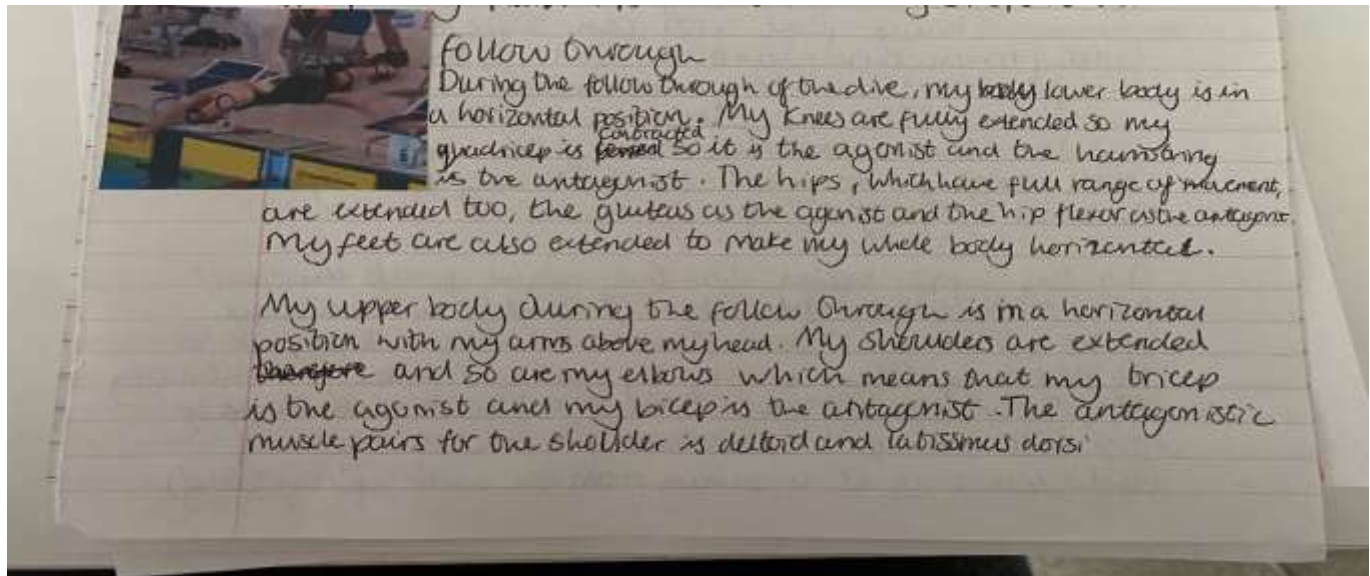 follow through
During the follow through of the dive, my body lower body is in
a horizontal position. My knees are fully extended so my
quadricep is contracted so it is the agonist and the hamstring
is the antagonist. The hips, which have full range of movement,
are extended too, the gluteus as the agonist and the hip flexor as the antagonist.
My feet are also extended to make my whole body horizontal.
My upper body during the follow through is in a horizontal
position with my arms above my head. My shoulders are extended
therefore and so are my elbows which means that my tricep
is the agonist and my bicep is the antagonist. The antagonistic
muscle pairs for the shoulder is deltoid and latissmus dorsi